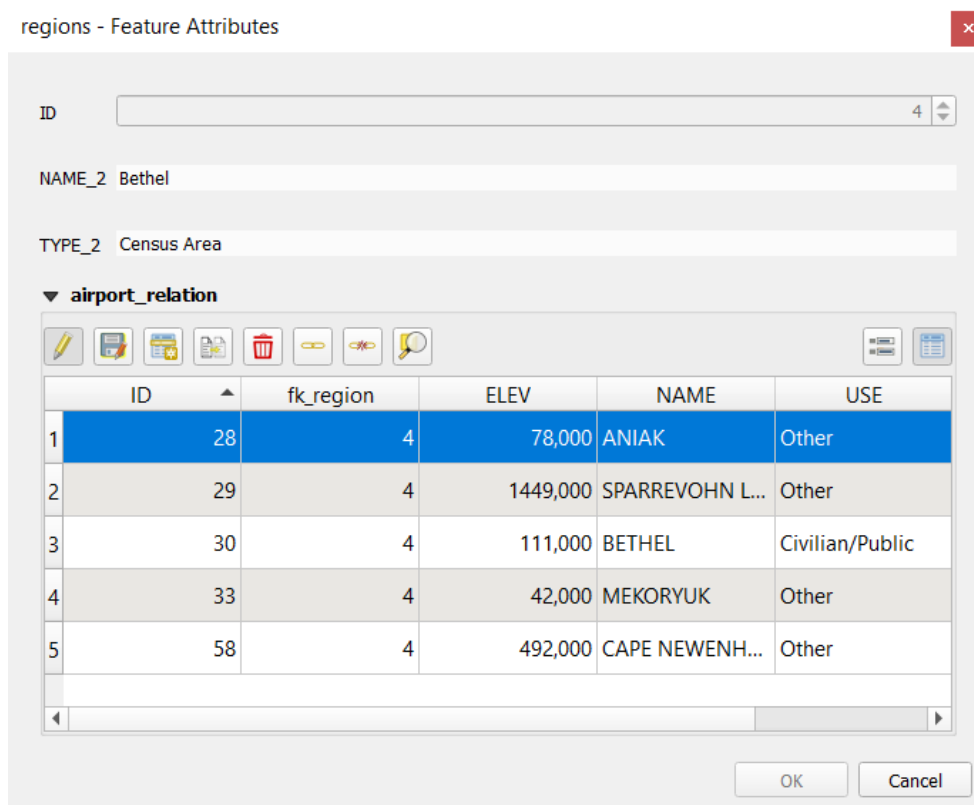 regions - Feature Attributes
ID 4
NAME_2 Bethel
TYPE_2 Census Area
airport_relation
ID fk_region ELEV NAME USE
1 28 4 78,000 ANIAK Other
2 29 4 1449,000 SPARREVOHN L... Other
3 30 4 111,000 BETHEL Civilian/Public
4 33 4 42,000 MEKORYUK Other
5 58 4 492,000 CAPE NEWENH... Other
OK Cancel